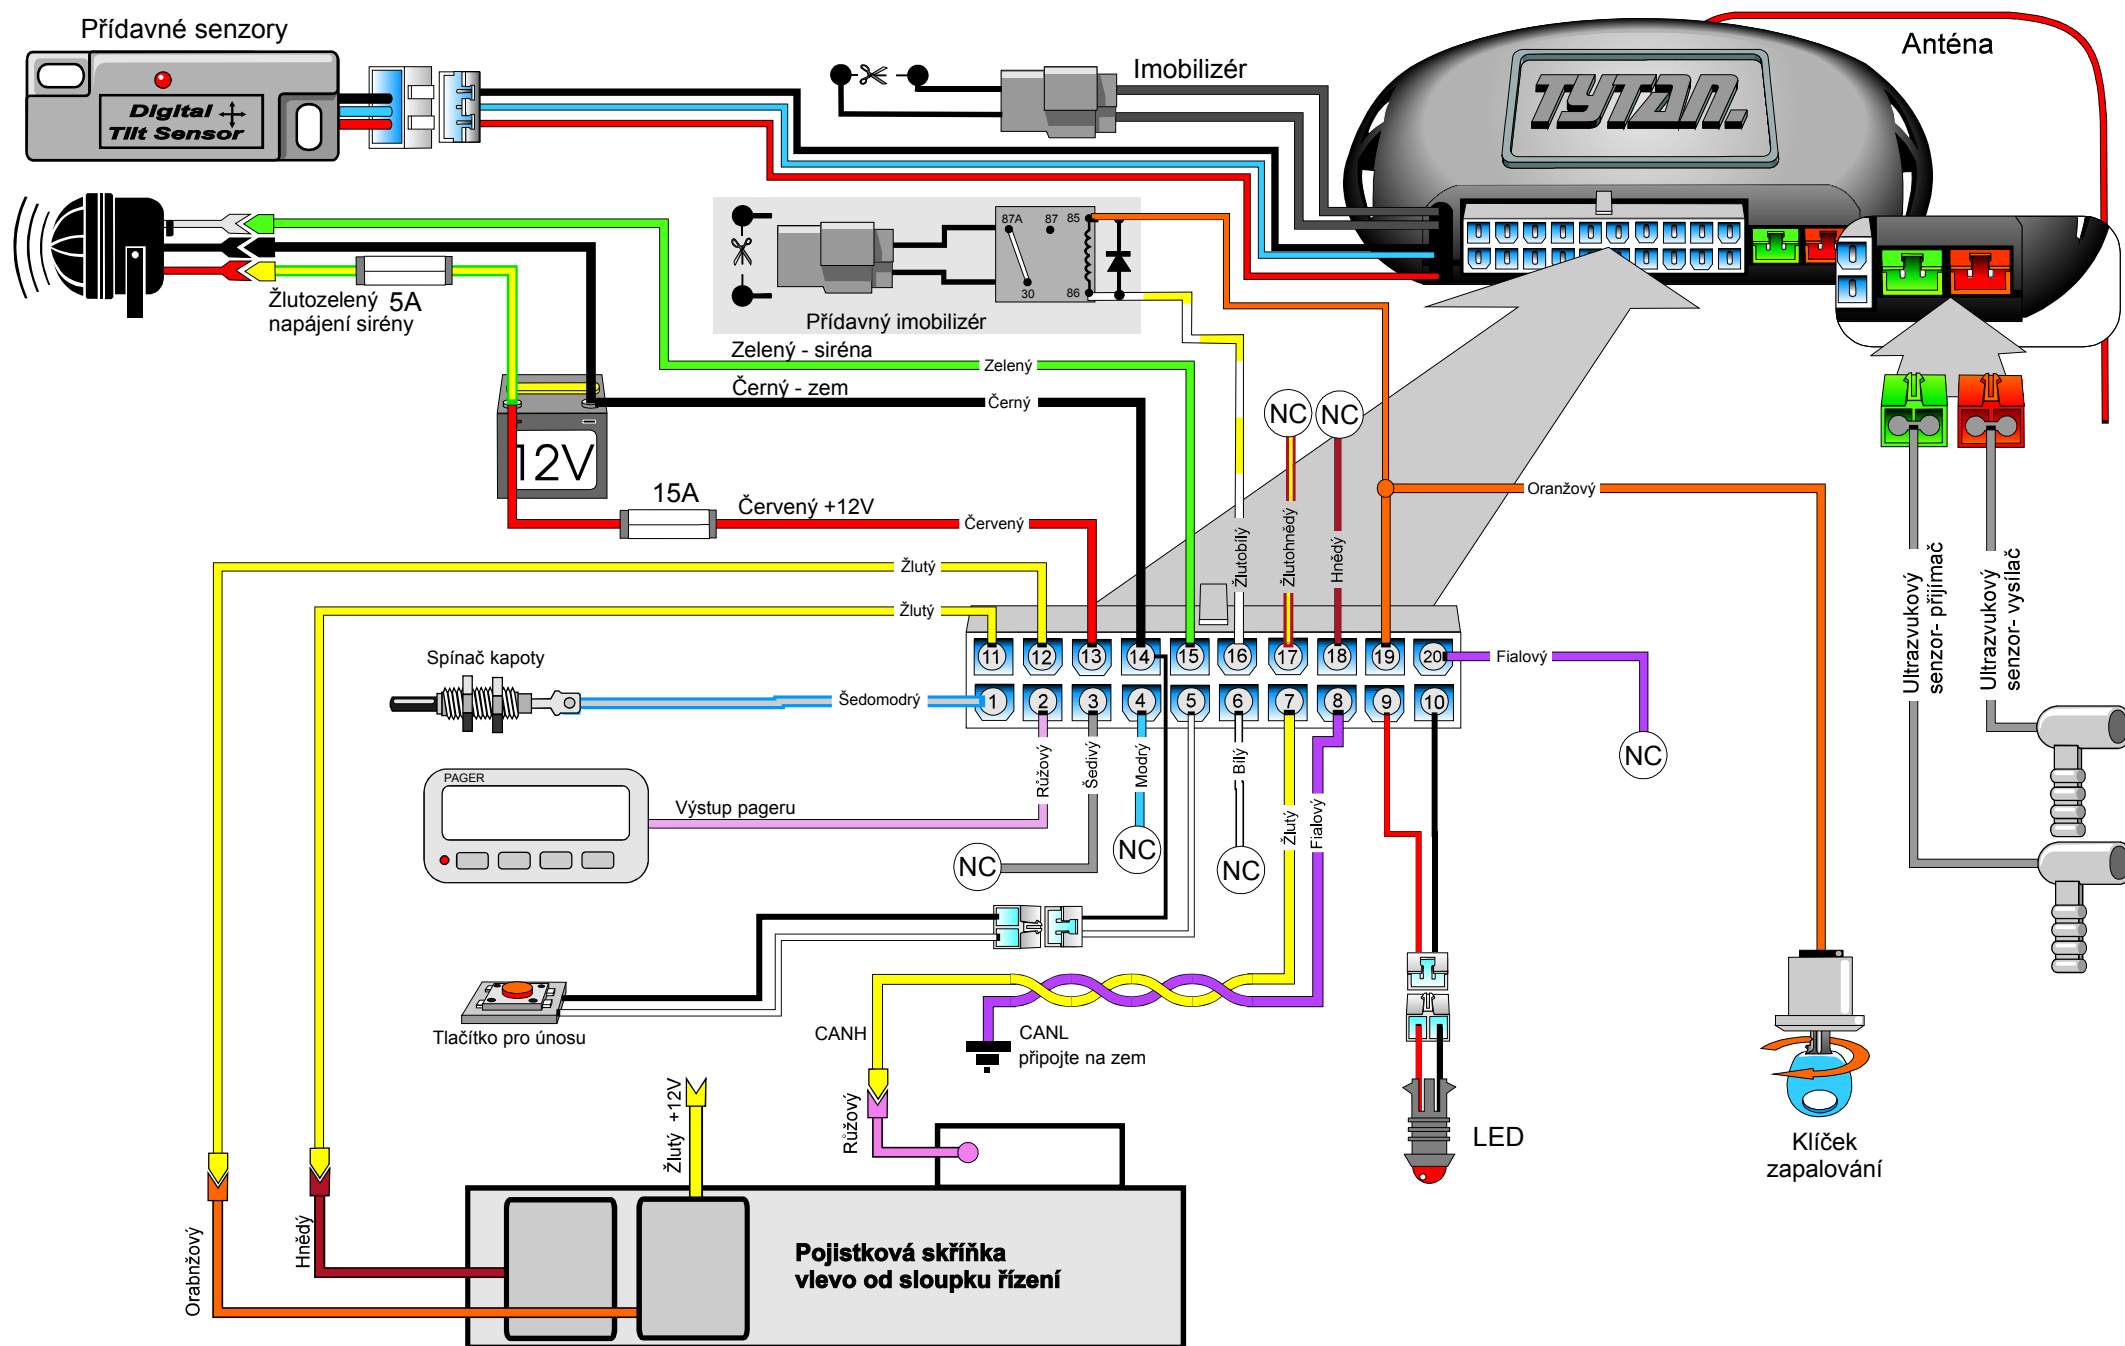 Přídavné senzory
Digital
Tilt Sensor
Imobilizér
TYTAN.
Anténa
Žlutozelený 5A
napájení sirény
87A 87 85
30 86
Přídavný imobilizér
Zelený - siréna
Zelený
Černý - zem
Černý
12V
15A
Červený +12V
Červený
NC
NC
Oranžový
Žlutobílý
Žlutohnědý
Hnědý
Žlutý
Žlutý
Ultrazvukový
senzor- přijímač
Ultrazvukový
senzor- vysílač
11 12 13 14 15 16 17 18 19 20
1 2 3 4 5 6 7 8 9 10
Fialový
NC
Spínač kapoty
Šedomodrý
Růžový
Šedivý
Modrý
Bílý
Žlutý
Fialový
PAGER
Výstup pageru
NC
NC
NC
Tlačítko pro únosu
CANH
CANL
připojte na zem
Růžový
Žlutý +12V
LED
Klíček
zapalování
Orabnžový
Hnědý
Pojistková skříňka
vlevo od sloupku řízení